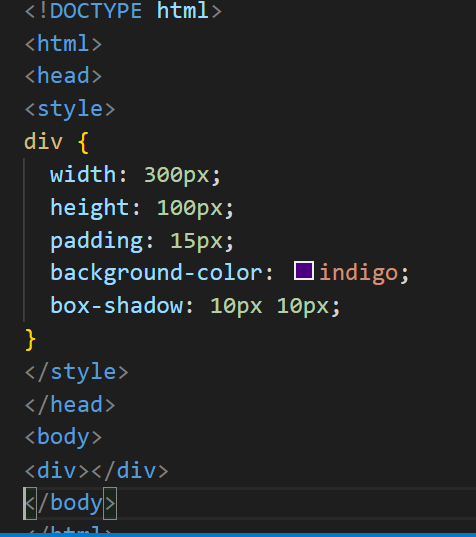 <!DOCTYPE html>
<html>
<head>
<style>
div {
  width: 300px;
  height: 100px;
  padding: 15px;
  background-color: indigo;
  box-shadow: 10px 10px;
}
</style>
</head>
<body>
<div></div>
</body>
</html>